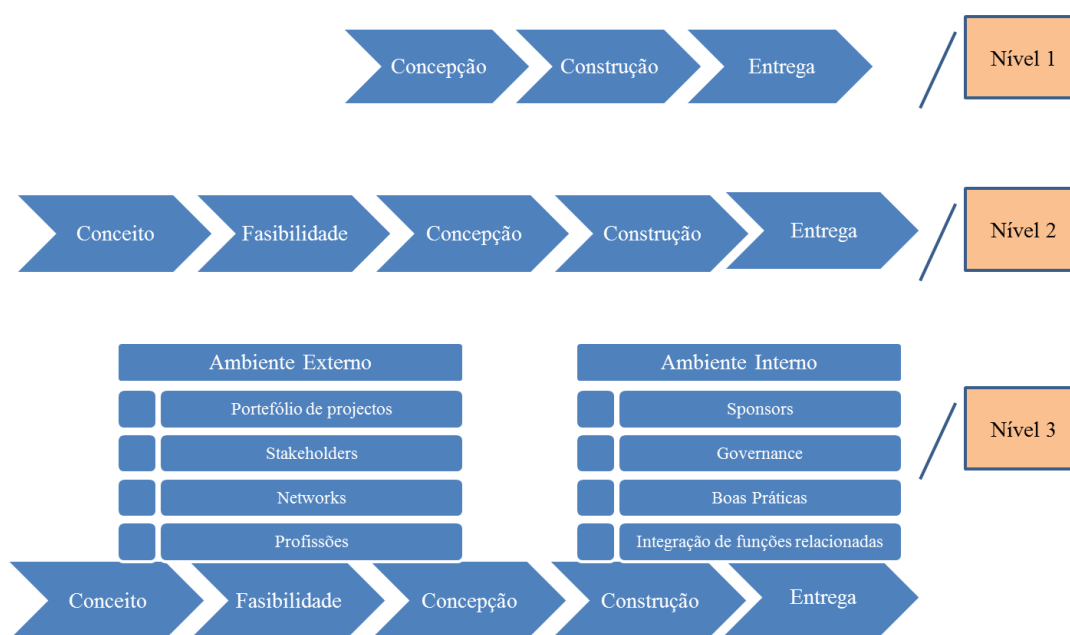 Concepção Construção Entrega Nível 1
Conceito Fasibilidade Concepção Construção Entrega Nível 2
Ambiente Externo Ambiente Interno
Portefólio de projectos Sponsors
Nível 3
Stakeholders Governance
Networks Boas Práticas
Profissões Integração de funções relacionadas
Conceito Fasibilidade Concepção Construção Entrega